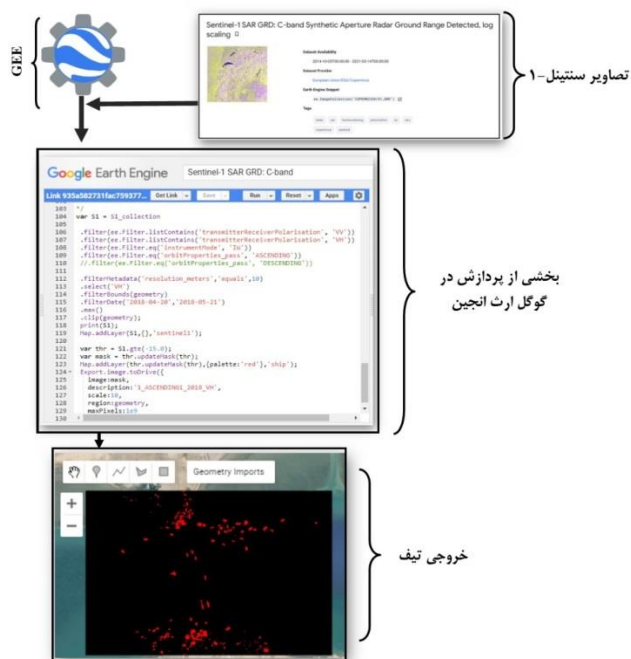 GEE
Sentinel-1 SAR GRD: C-band Synthetic Aperture Radar Ground Range Detected, log
scaling
Dataset Availability
Dataset Provider
Earth Engine Snippet
Tags
تصاویر سنتینل-۱
Google Earth Engine
Sentinel-1 SAR GRD: C-band
Link 935a582731fac759377...
Get Link
Save
Run
Reset
Apps
103 */
104 var S1 = S1_collection
105
106 .filter(ee.Filter.listContains('transmitterReceiverPolarisation', 'VV'))
107 .filter(ee.Filter.listContains('transmitterReceiverPolarisation', 'VH'))
108 .filter(ee.Filter.eq('instrumentMode', 'IW'))
109 .filter(ee.Filter.eq('orbitProperties_pass', 'ASCENDING'))
110 //.filter(ee.Filter.eq('orbitProperties_pass', 'DESCENDING'))
111
112 .filterMetadata('resolution_meters','equals',10)
113 .select('VH')
114 .filterBounds(geometry)
115 .filterDate('2018-04-20','2018-05-21')
116 .max()
117 .clip(geometry);
118 print(S1);
119 Map.addLayer(S1,{},'sentinel1');
120
121 var thr = S1.gte(-15.0);
122 var mask = thr.updateMask(thr);
123 Map.addLayer(thr.updateMask(thr),{palette:'red'},'ship');
124 Export.image.toDrive({
125 image:mask,
126 description:'1_ASCENDING1_2018_VH',
127 scale:10,
128 region:geometry,
129 maxPixels:1e9
130
بخشی از پردازش در
گوگل ارث انجین
Geometry Imports
+
−
خروجی تیف